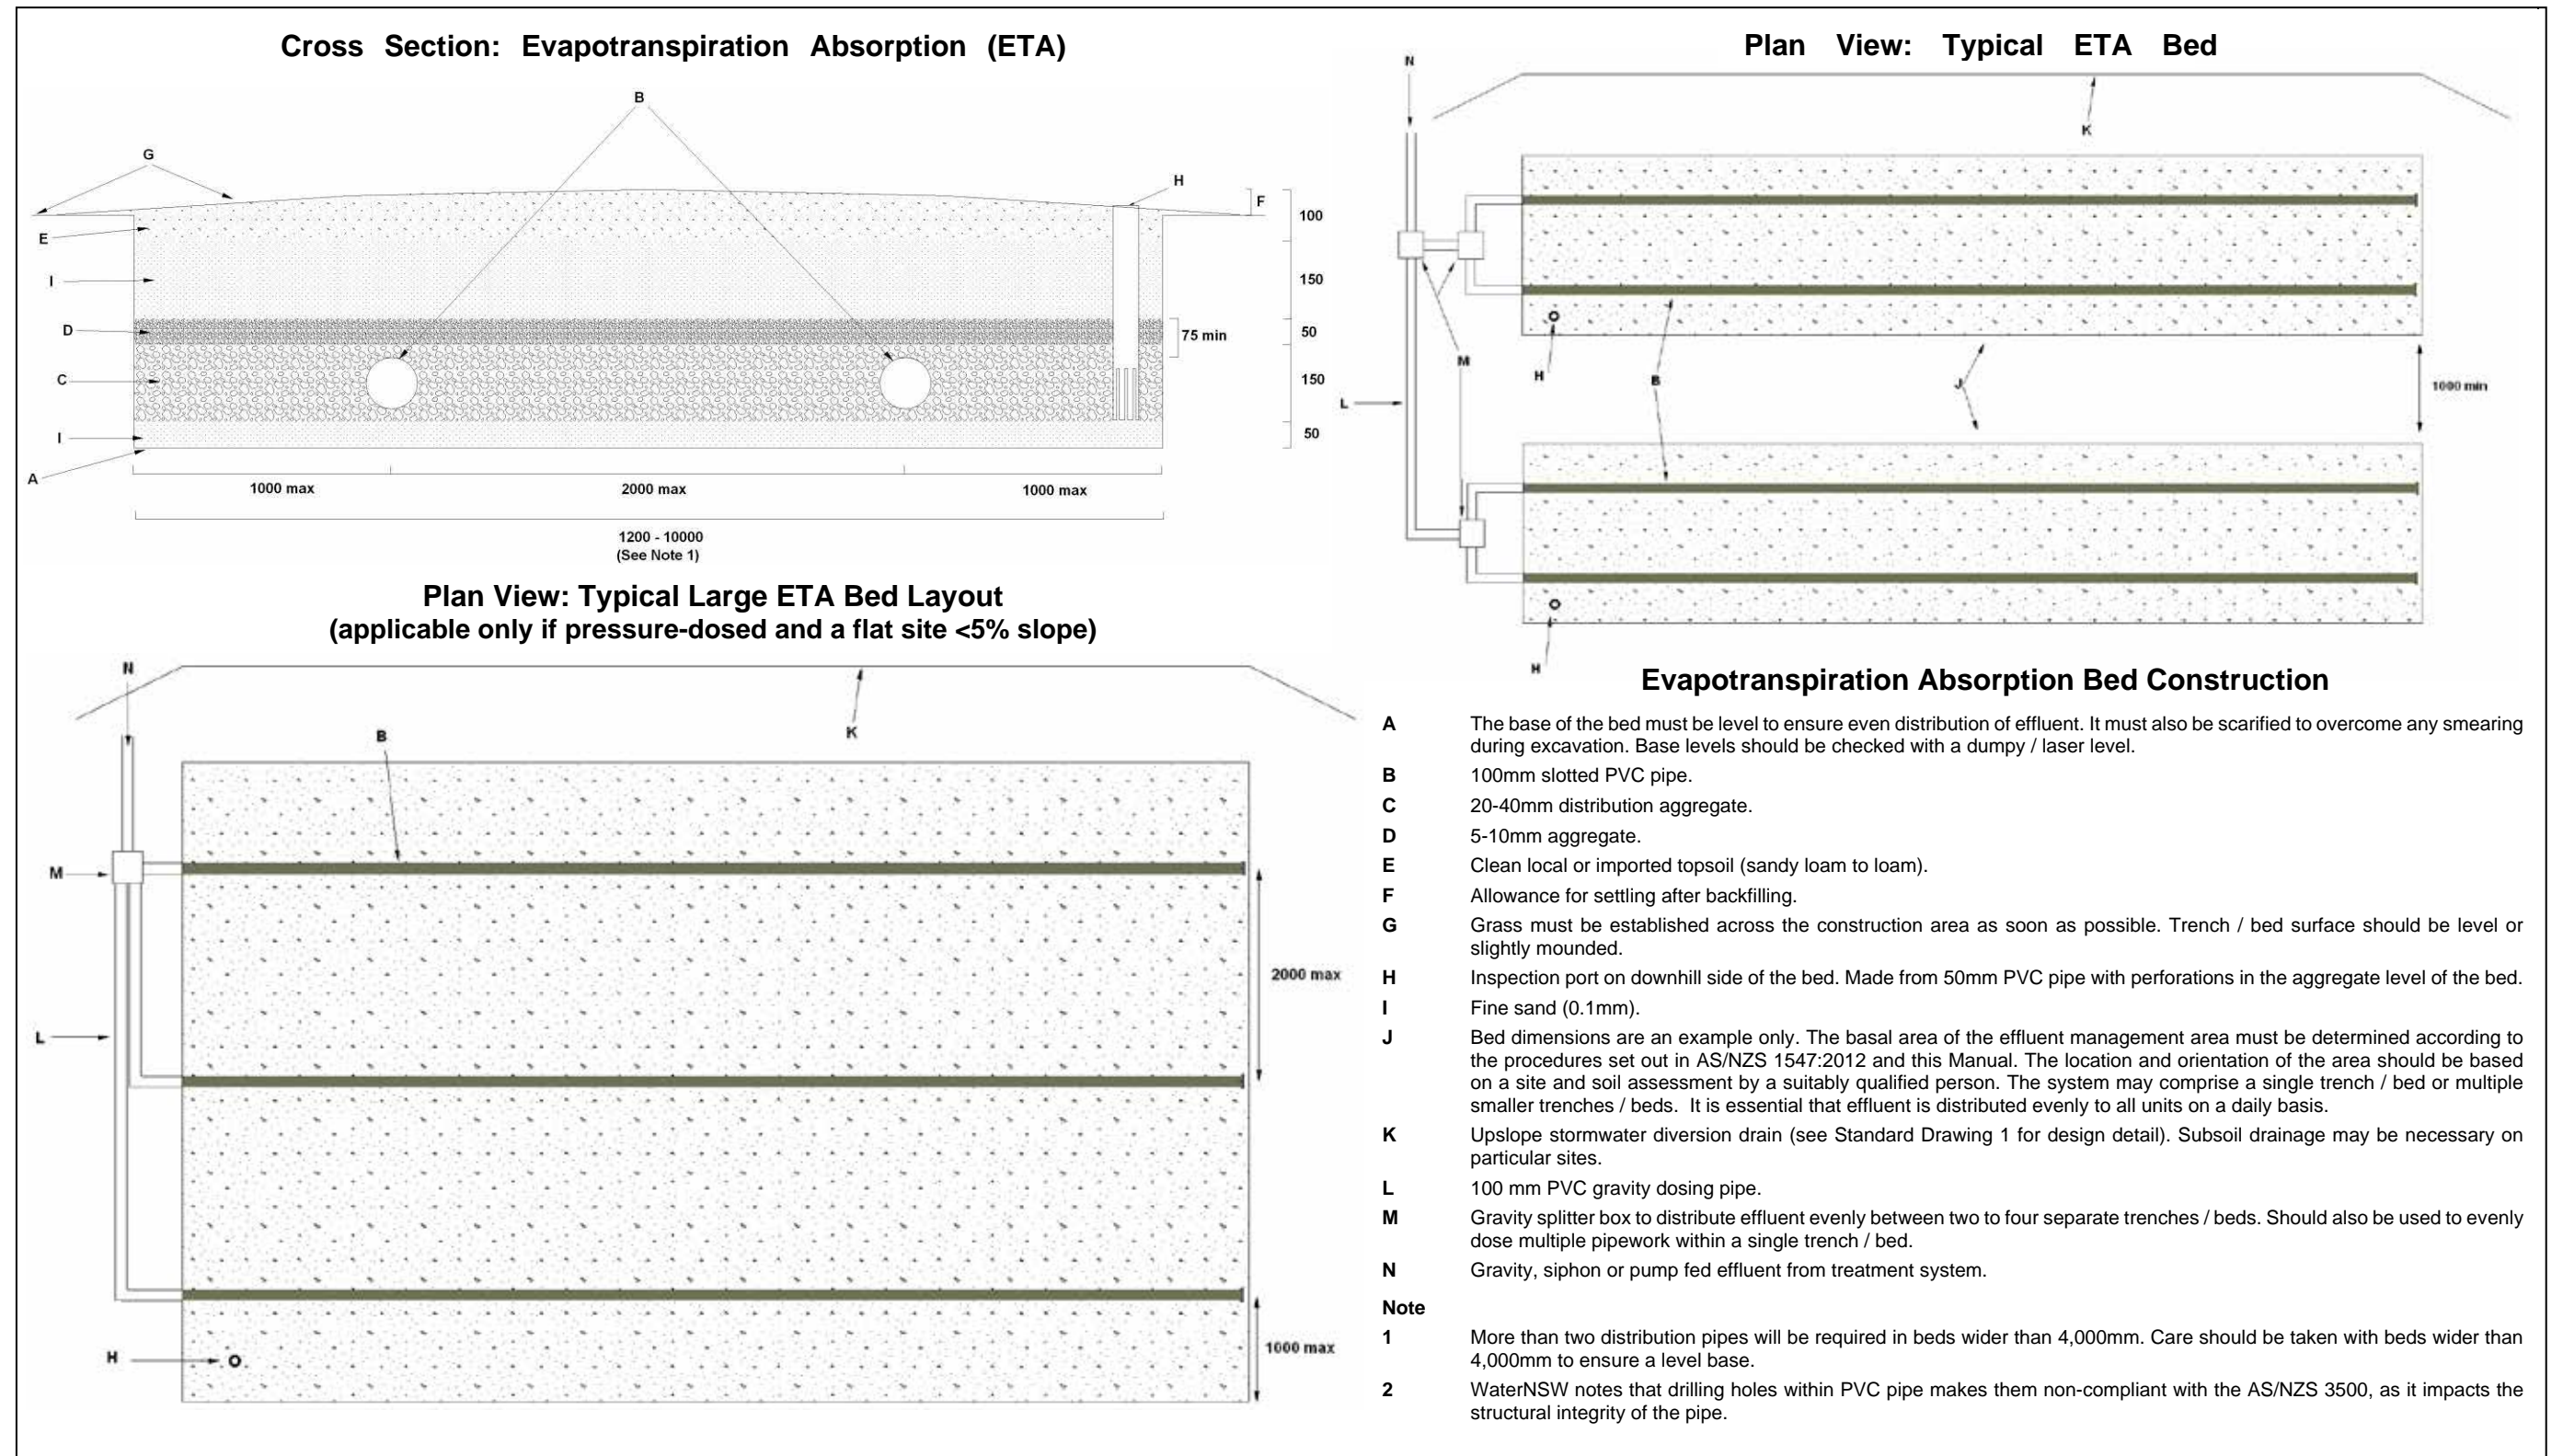 Cross Section: Evapotranspiration Absorption (ETA)
B
G
H
F
100
E
150
I
D
50
75 min
C
150
I
50
A
1000 max
2000 max
1000 max
1200 - 10000
(See Note 1)
Plan View: Typical ETA Bed
N
K
M
H
B
J
L
1000 min
H
Plan View: Typical Large ETA Bed Layout
(applicable only if pressure-dosed and a flat site <5% slope)
N
B
K
M
2000 max
L
H
1000 max
Evapotranspiration Absorption Bed Construction
A The base of the bed must be level to ensure even distribution of effluent. It must also be scarified to overcome any smearing
during excavation. Base levels should be checked with a dumpy / laser level.
B 100mm slotted PVC pipe.
C 20-40mm distribution aggregate.
D 5-10mm aggregate.
E Clean local or imported topsoil (sandy loam to loam).
F Allowance for settling after backfilling.
G Grass must be established across the construction area as soon as possible. Trench / bed surface should be level or
slightly mounded.
H Inspection port on downhill side of the bed. Made from 50mm PVC pipe with perforations in the aggregate level of the bed.
I Fine sand (0.1mm).
J Bed dimensions are an example only. The basal area of the effluent management area must be determined according to
the procedures set out in AS/NZS 1547:2012 and this Manual. The location and orientation of the area should be based
on a site and soil assessment by a suitably qualified person. The system may comprise a single trench / bed or multiple
smaller trenches / beds. It is essential that effluent is distributed evenly to all units on a daily basis.
K Upslope stormwater diversion drain (see Standard Drawing 1 for design detail). Subsoil drainage may be necessary on
particular sites.
L 100 mm PVC gravity dosing pipe.
M Gravity splitter box to distribute effluent evenly between two to four separate trenches / beds. Should also be used to evenly
dose multiple pipework within a single trench / bed.
N Gravity, siphon or pump fed effluent from treatment system.
Note
1 More than two distribution pipes will be required in beds wider than 4,000mm. Care should be taken with beds wider than
4,000mm to ensure a level base.
2 WaterNSW notes that drilling holes within PVC pipe makes them non-compliant with the AS/NZS 3500, as it impacts the
structural integrity of the pipe.